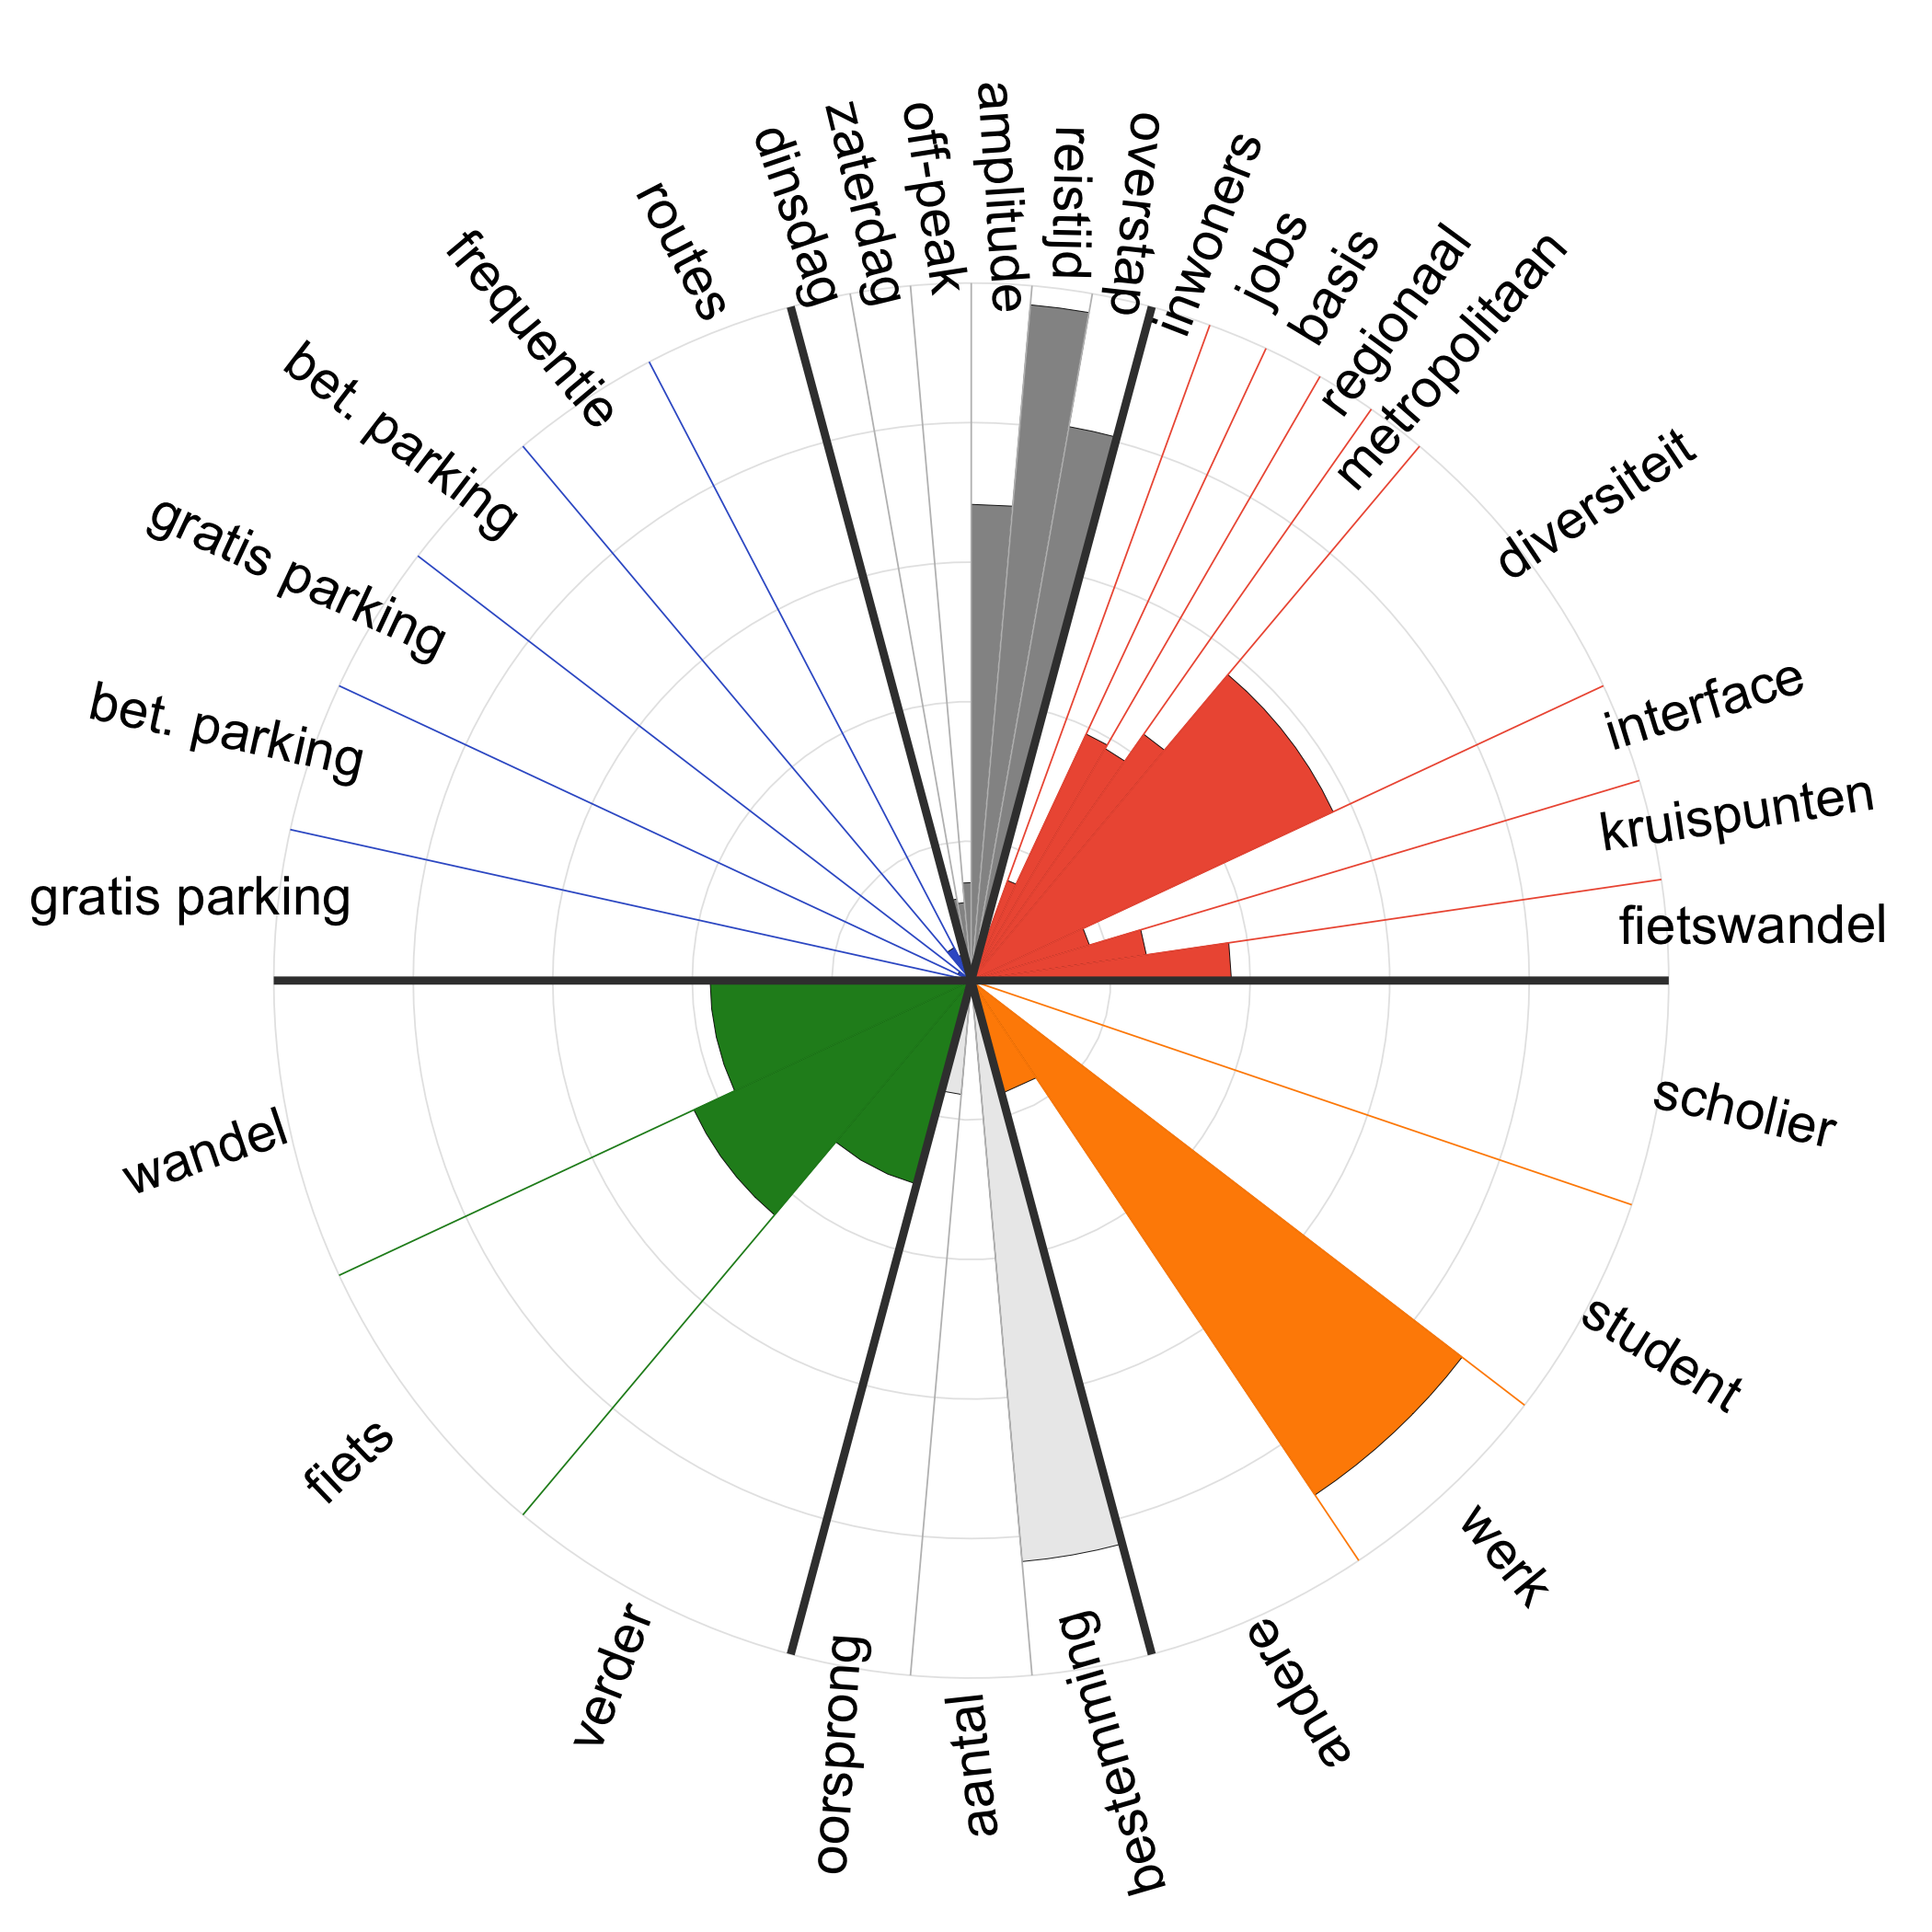 dinsdag
zaterdag
off-peak
amplitude
reistijd
overstap
inwoners
jobs
basis
regionaal
metropolitaan
diversiteit
interface
kruispunten
fietswandel
scholier
student
werk
andere
bestemming
aantal
oorsprong
verder
fiets
wandel
gratis parking
bet. parking
gratis parking
bet. parking
frequentie
routes